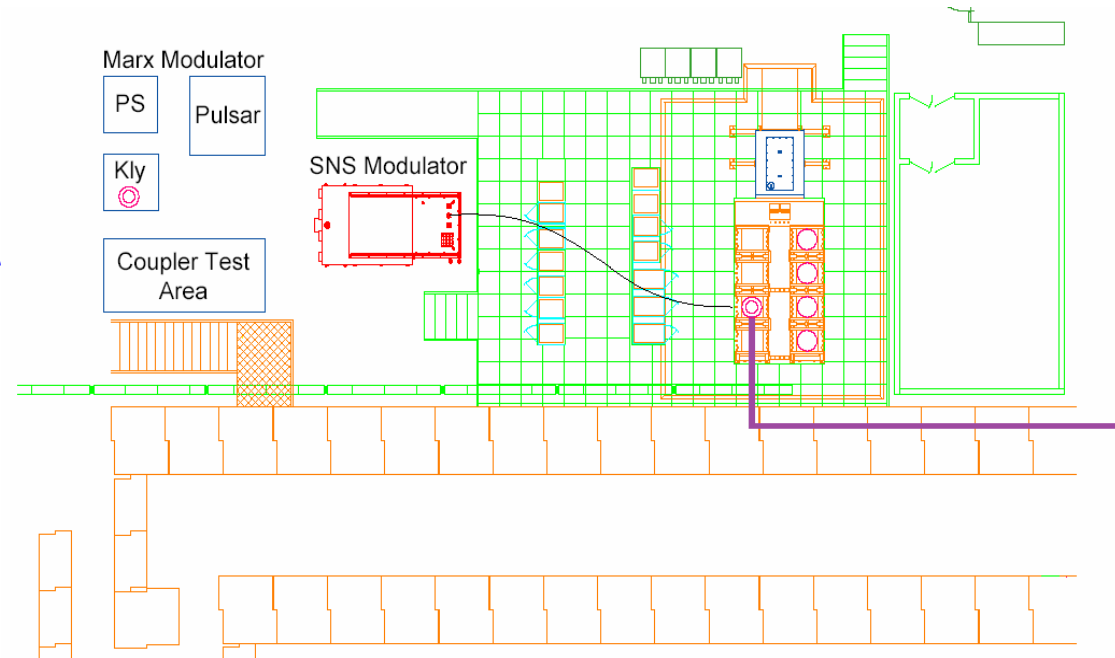 Marx Modulator
PS
Pulsar
Kly
SNS Modulator
Coupler Test
Area